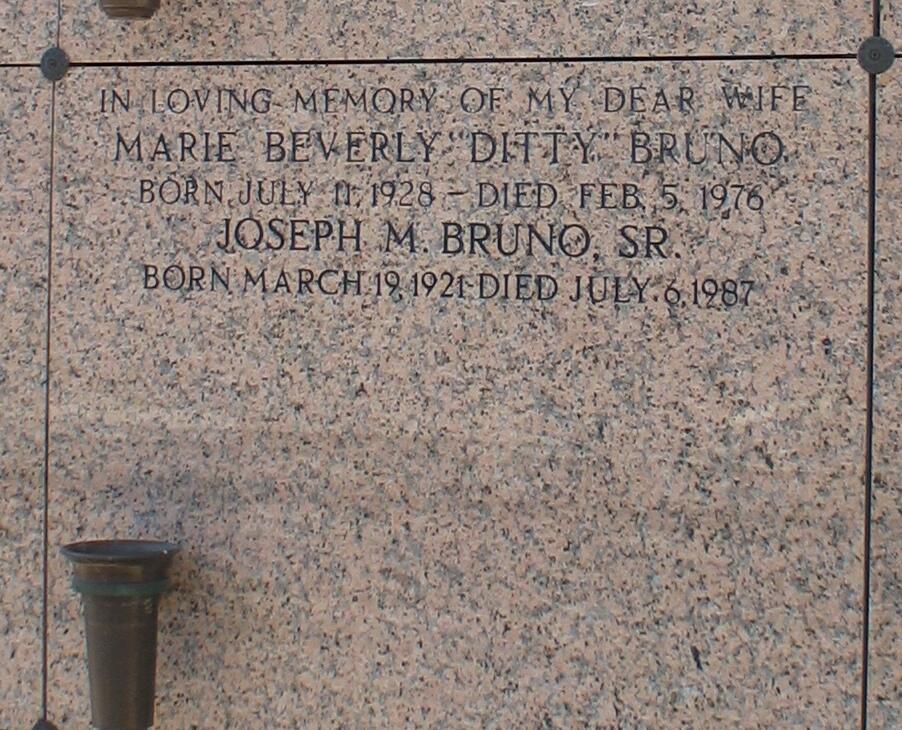 IN LOVING MEMORY OF MY DEAR WIFE
MARIE BEVERLY "DITTY" BRUNO
BORN JULY 11, 1928 – DIED FEB. 5, 1976
JOSEPH M. BRUNO, SR.
BORN MARCH 19, 1921-DIED JULY 6, 1987